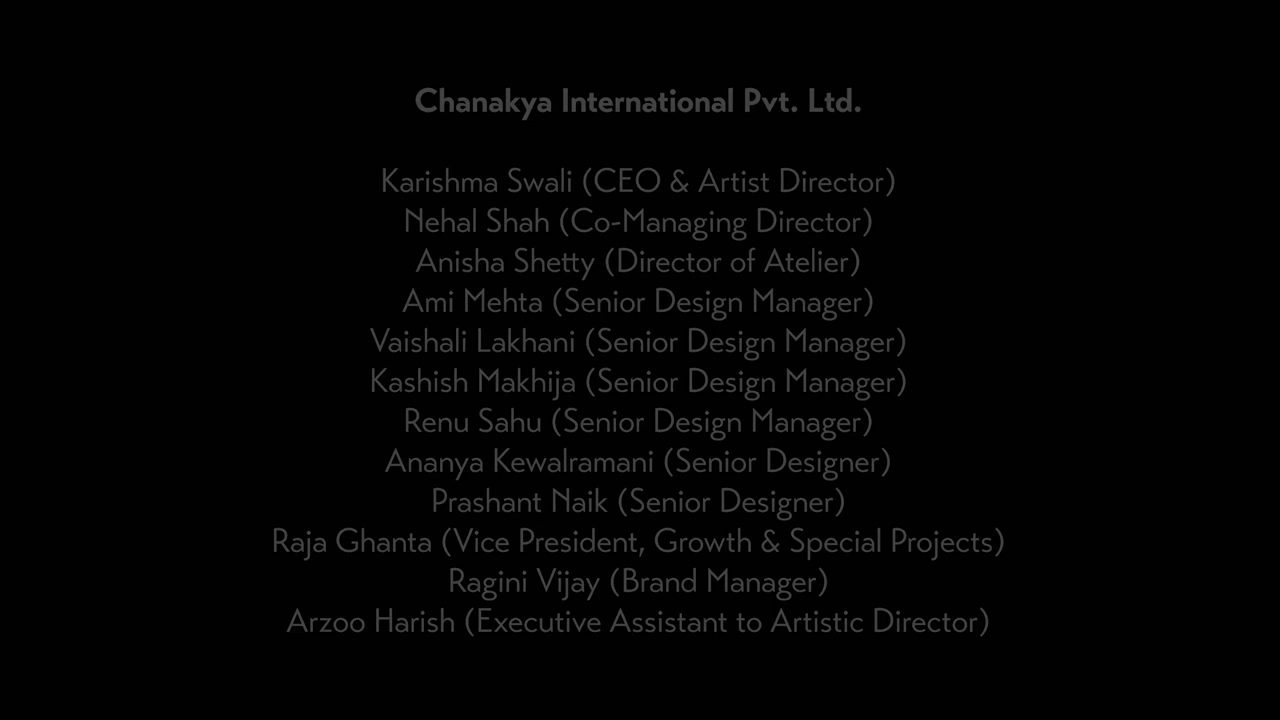 Chanakya International Pvt. Ltd.
Karishma Swali (CEO & Artist Director)
Nehal Shah (Co-Managing Director)
Anisha Shetty (Director of Atelier)
Ami Mehta (Senior Design Manager)
Vaishali Lakhani (Senior Design Manager)
Kashish Makhija (Senior Design Manager)
Renu Sahu (Senior Design Manager)
Ananya Kewalramani (Senior Designer)
Prashant Naik (Senior Designer)
Raja Ghanta (Vice President, Growth & Special Projects)
Ragini Vijay (Brand Manager)
Arzoo Harish (Executive Assistant to Artistic Director)